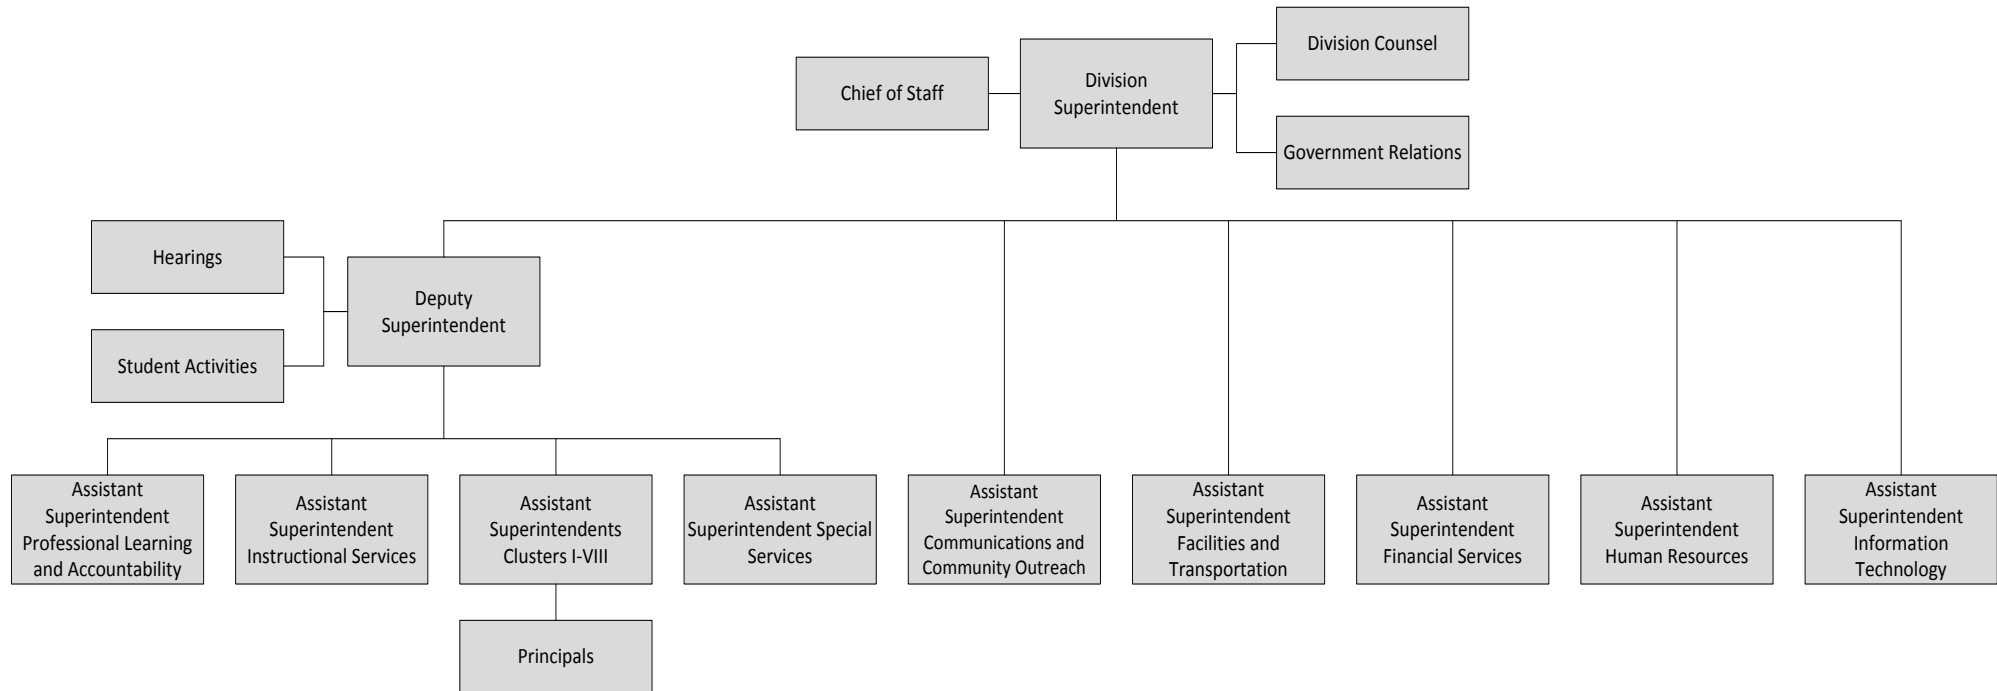 Division Counsel
Chief of Staff
Division
Superintendent
Government Relations
Hearings
Deputy
Superintendent
Student Activities
Assistant
Superintendent
Professional Learning
and Accountability
Assistant
Superintendent
Instructional Services
Assistant
Superintendents
Clusters I-VIII
Assistant
Superintendent Special
Services
Assistant
Superintendent
Communications and
Community Outreach
Assistant
Superintendent
Facilities and
Transportation
Assistant
Superintendent
Financial Services
Assistant
Superintendent
Human Resources
Assistant
Superintendent
Information
Technology
Principals